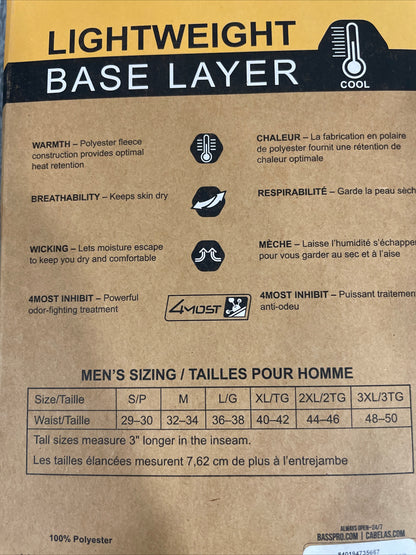 LIGHTWEIGHT
BASE LAYER
COOL
WARMTH – Polyester fleece
construction provides optimal
heat retention
CHALEUR – La fabrication en polaire
de polyester fournit une rétention de
chaleur optimale
BREATHABILITY – Keeps skin dry
RESPIRABILITÉ – Garde la peau sèch
WICKING – Lets moisture escape
to keep you dry and comfortable
MÈCHE – Laisse l'humidité s'échapper
pour vous garder au sec et à l'aise
4MOST INHIBIT – Powerful
odor-fighting treatment
4MOST
4MOST INHIBIT – Puissant traitemen
anti-odeu
MEN'S SIZING / TAILLES POUR HOMME
Size/Taille S/P M L/G XL/TG 2XL/2TG 3XL/3TG
Waist/Taille 29–30 32–34 36–38 40–42 44–46 48–50
Tall sizes measure 3" longer in the inseam.
Les tailles élancées mesurent 7,62 cm de plus à l'entrejambe
100% Polyester
ALWAYS OPEN–24/7
BASSPRO.COM | CABELAS.COM